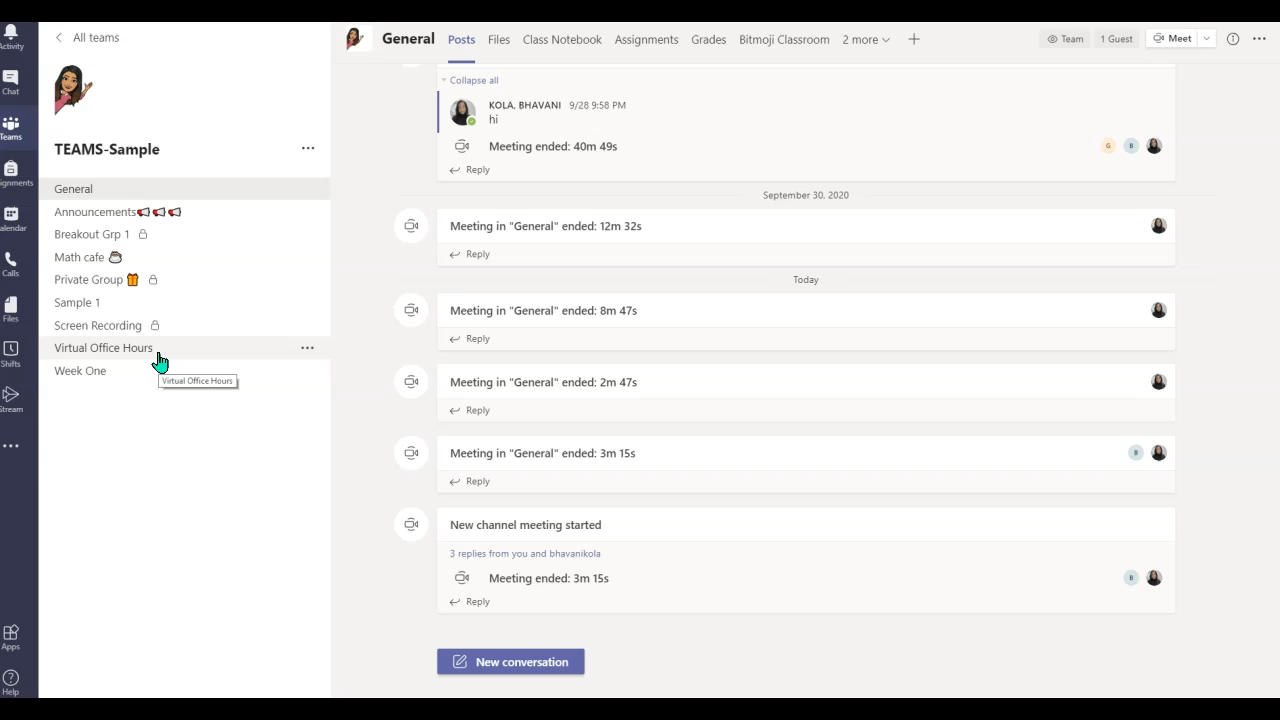 Activity
Chat
Teams
ignments
alendar
Calls
Files
Shifts
Stream
Apps
Help
All teams
TEAMS-Sample
General
Announcements
Breakout Grp 1
Math cafe
Private Group
Sample 1
Screen Recording
Virtual Office Hours
Virtual Office Hours
Week One
General
Posts Files Class Notebook Assignments Grades Bitmoji Classroom 2 more
Team 1 Guest Meet
Collapse all
KOLA, BHAVANI 9/28 9:58 PM
hi
Meeting ended: 40m 49s G B
Reply
September 30, 2020
Meeting in "General" ended: 12m 32s
Reply
Today
Meeting in "General" ended: 8m 47s
Reply
Meeting in "General" ended: 2m 47s
Reply
Meeting in "General" ended: 3m 15s B
Reply
New channel meeting started
3 replies from you and bhavanikola
Meeting ended: 3m 15s B
Reply
New conversation